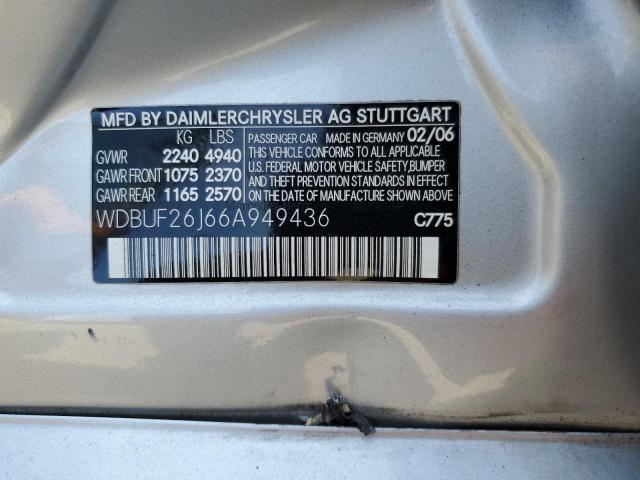 MFD BY DAIMLERCHRYSLER AG STUTTGART
KG LBS
GVWR 2240 4940
GAWR FRONT 1075 2370
GAWR REAR 1165 2570
PASSENGER CAR MADE IN GERMANY 02/06
THIS VEHICLE CONFORMS TO ALL APPLICABLE
U.S. FEDERAL MOTOR VEHICLE SAFETY, BUMPER
AND THEFT PREVENTION STANDARDS IN EFFECT
ON THE DATE OF MANUFACTURE SHOWN ABOVE
WDBUF26J66A949436
C775